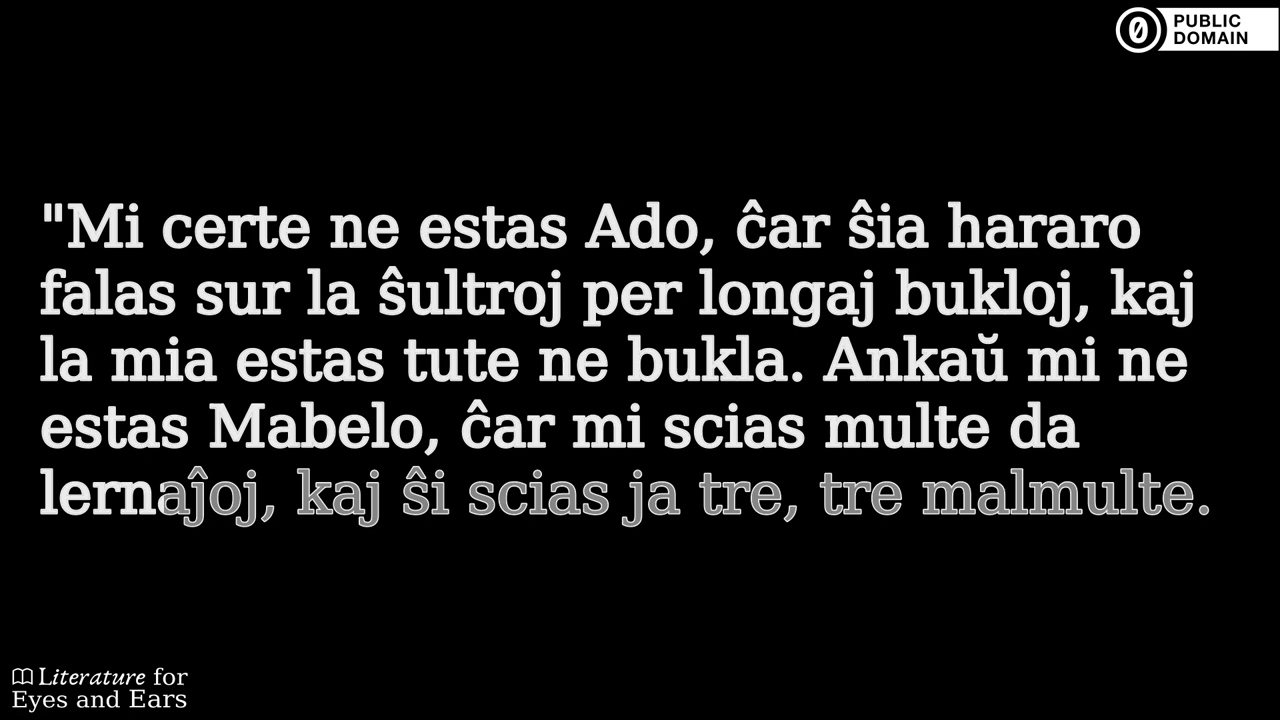 PUBLIC
DOMAIN
"Mi certe ne estas Ado, ĉar ŝia hararo
falas sur la ŝultroj per longaj bukloj, kaj
la mia estas tute ne bukla. Ankaŭ mi ne
estas Mabelo, ĉar mi scias multe da
lernaĵoj, kaj ŝi scias ja tre, tre malmulte.
Literature for
Eyes and Ears